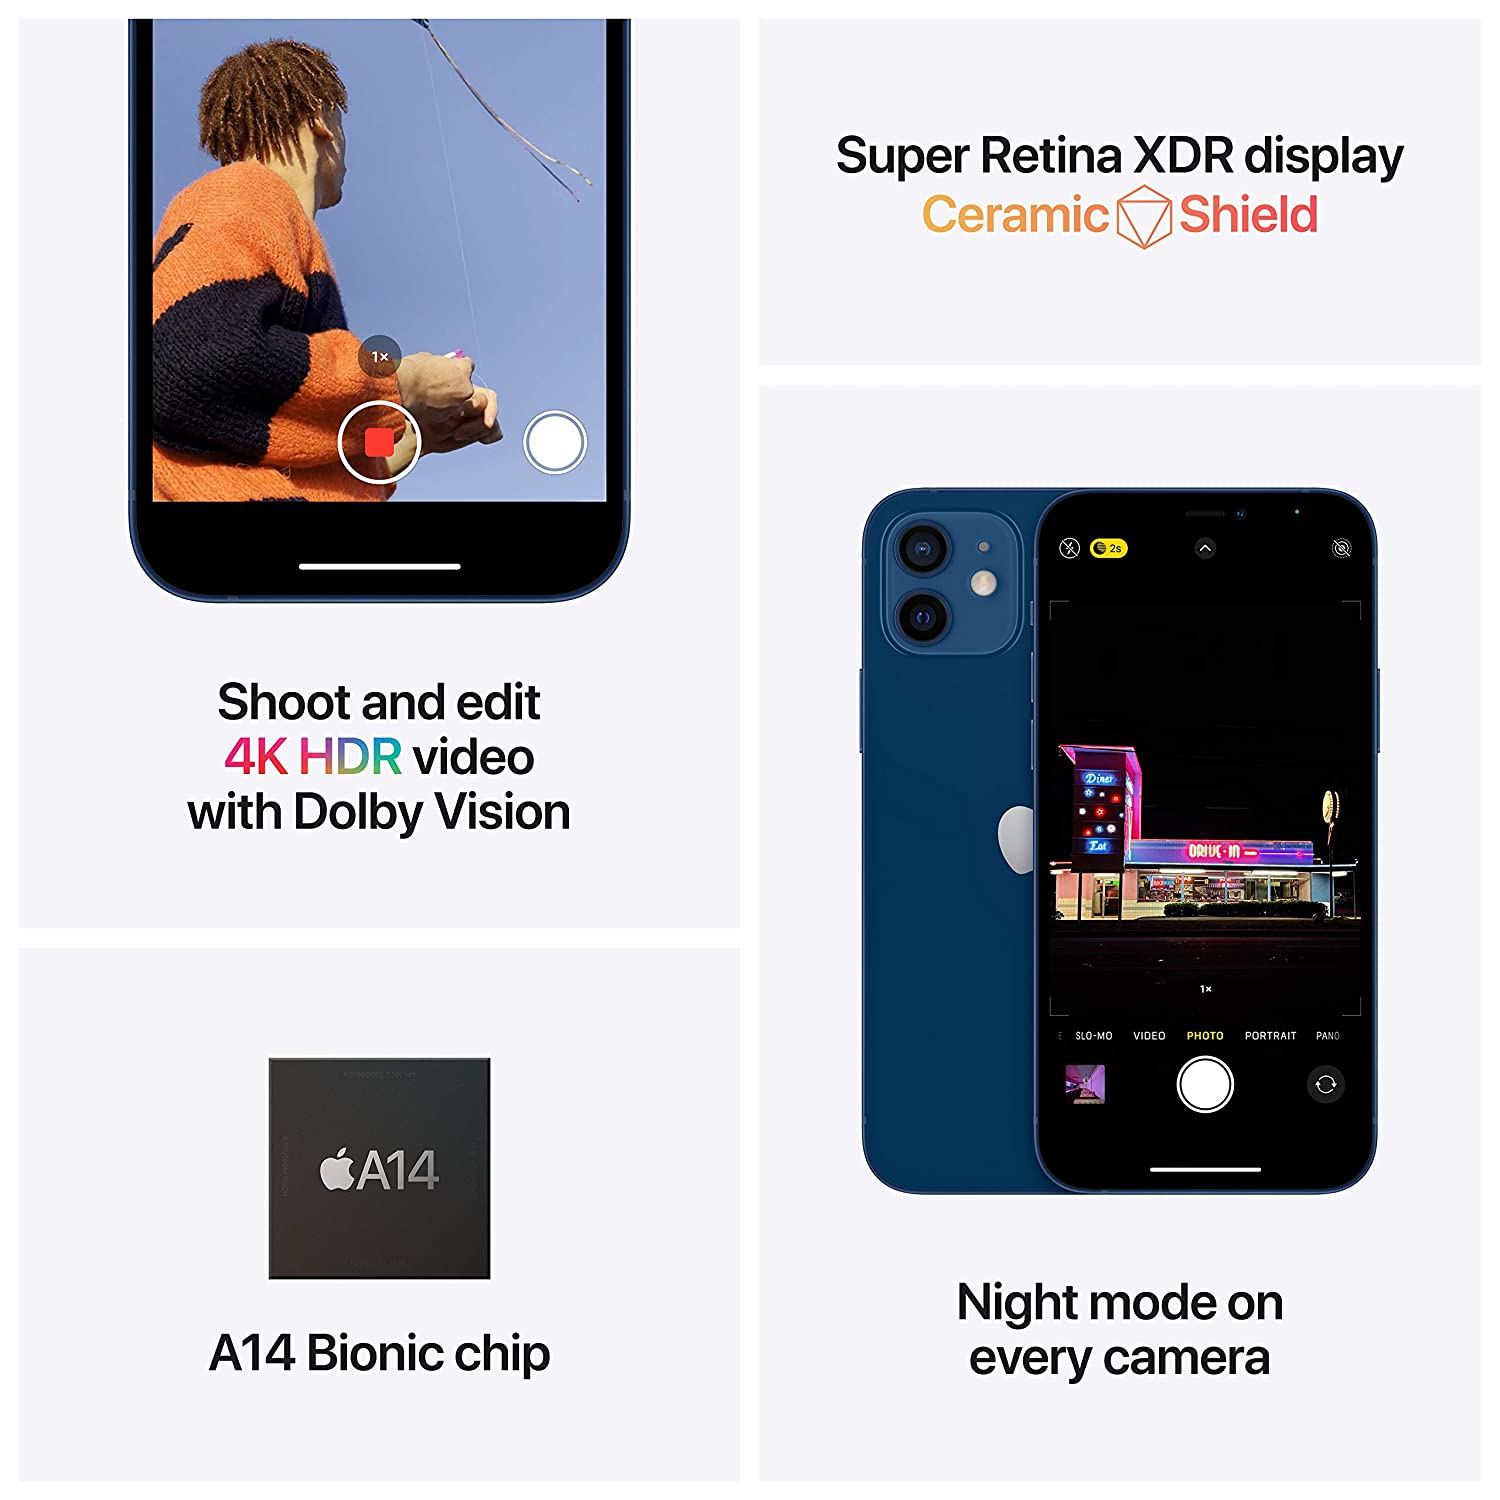 1×
Shoot and edit
4K HDR video
with Dolby Vision
A14
A14 Bionic chip
Super Retina XDR display
Ceramic Shield
2s
Diner
Eat
DRIVE-IN
1×
SLO-MO VIDEO PHOTO PORTRAIT PANO
Night mode on
every camera